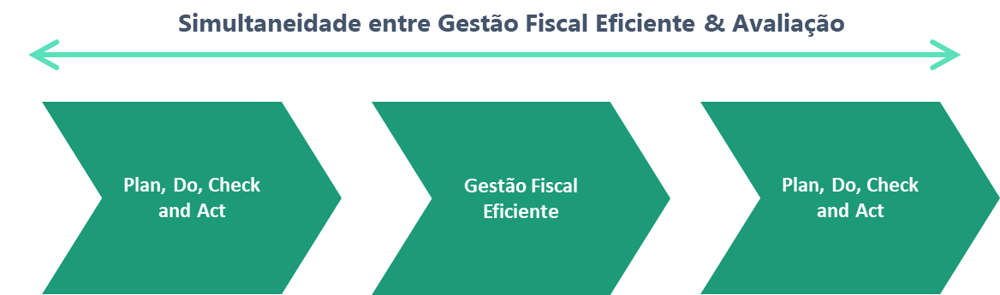 Simultaneidade entre Gestão Fiscal Eficiente & Avaliação
Plan, Do, Check
and Act
Gestão Fiscal
Eficiente
Plan, Do, Check
and Act